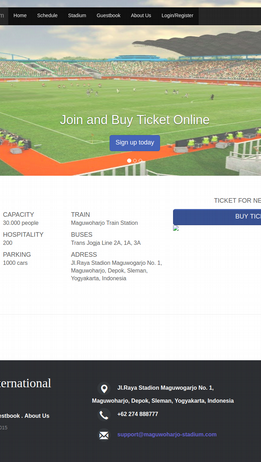 Home Schedule Stadium Guestbook About Us Login/Register
Join and Buy Ticket Online
Sign up today
TICKET FOR NE
BUY TIC
CAPACITY
30.000 people
HOSPITALITY
200
PARKING
1000 cars
TRAIN
Maguwoharjo Train Station
BUSES
Trans Jogja Line 2A, 1A, 3A
ADRESS
Jl.Raya Stadion Maguwogarjo No. 1,
Maguwoharjo, Depok, Sleman,
Yogyakarta, Indonesia
ternational
estbook . About Us
015
Jl.Raya Stadion Maguwogarjo No. 1,
Maguwoharjo, Depok, Sleman, Yogyakarta, Indonesia
+62 274 888777
support@maguwoharjo-stadium.com